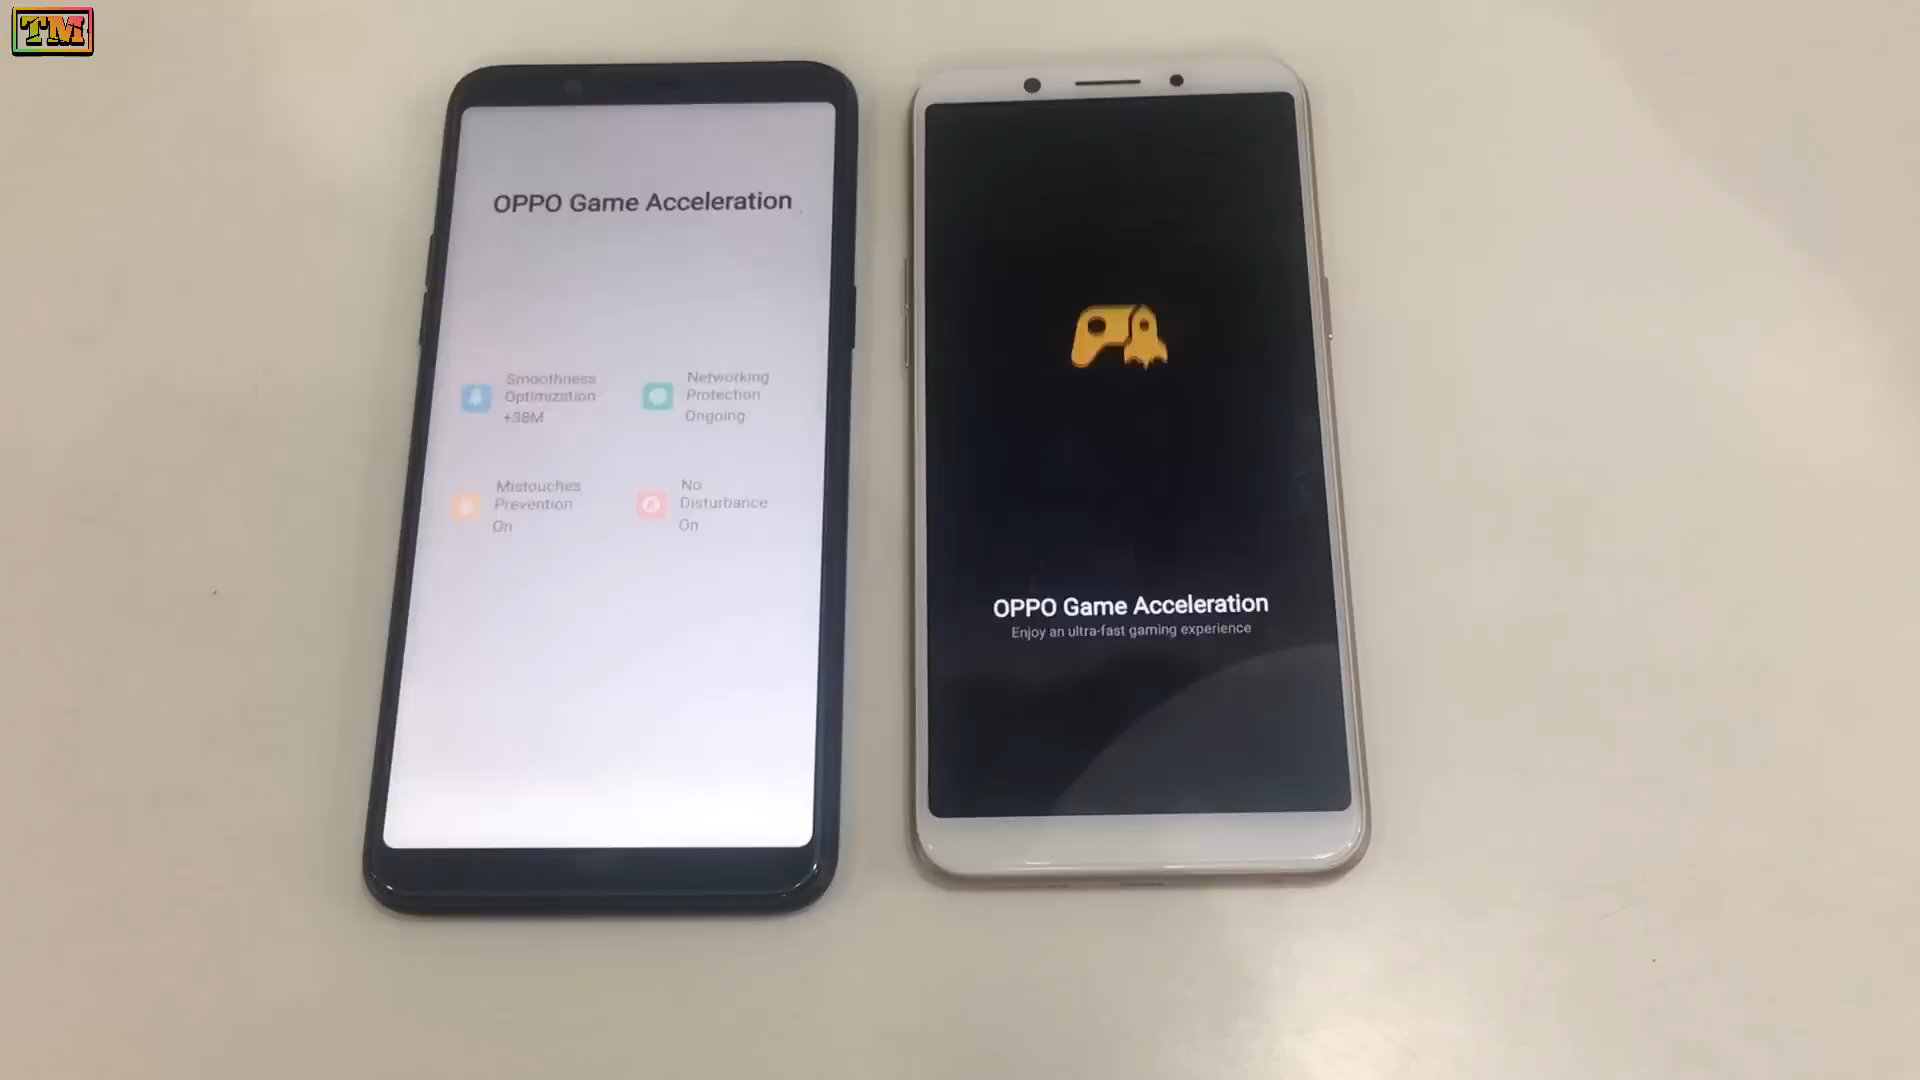 TM
OPPO Game Acceleration
Smoothness
Optimization
+38M
Networking
Protection
Ongoing
Mistouches
Prevention
On
No
Disturbance
On
OPPO Game Acceleration
Enjoy an ultra-fast gaming experience